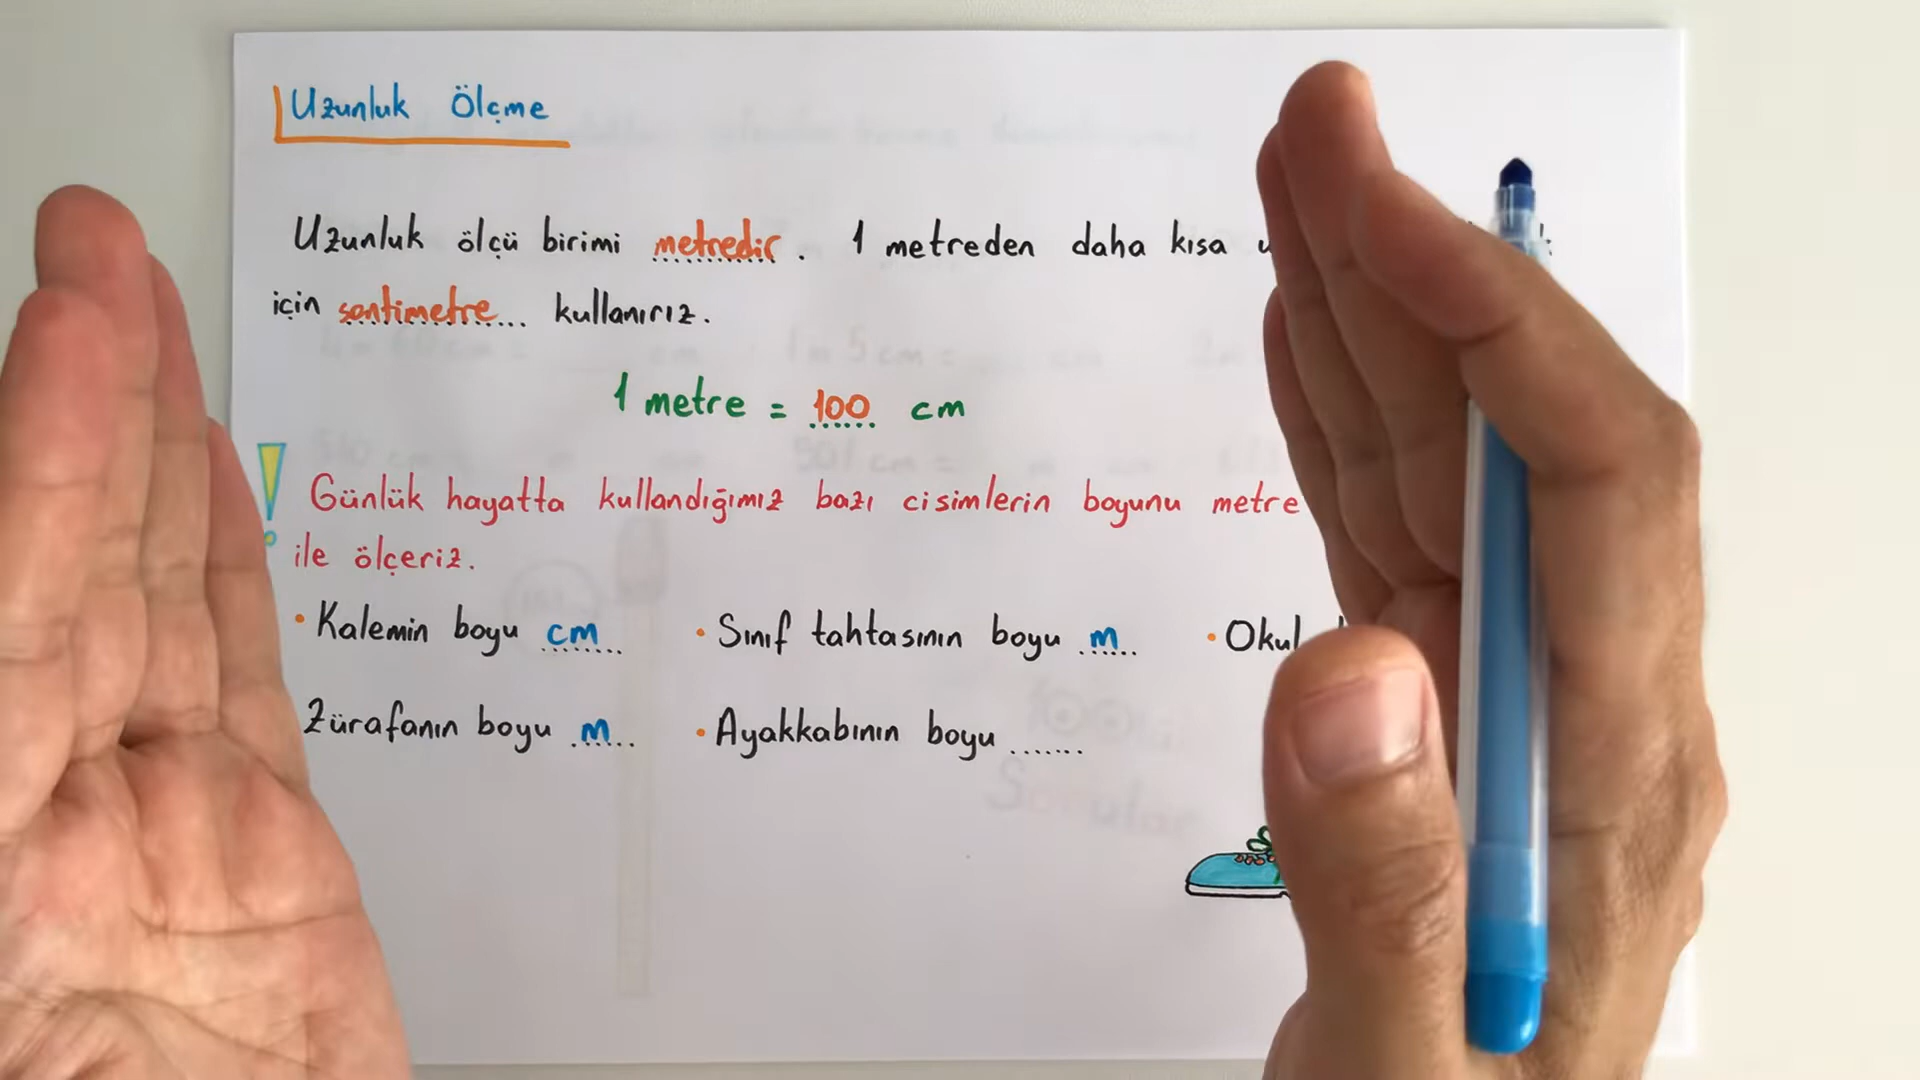 Uzunluk Ölçme
Uzunluk ölçü birimi metredir. 1 metreden daha kısa
için santimetre... kullanırız.
1 metre = 100 cm
! Günlük hayatta kullandığımız bazı cisimlerin boyunu metre
ile ölçeriz.
• Kalemin boyu cm • Sınıf tahtasının boyu m • Okul
Zürafanın boyu m • Ayakkabının boyu .......